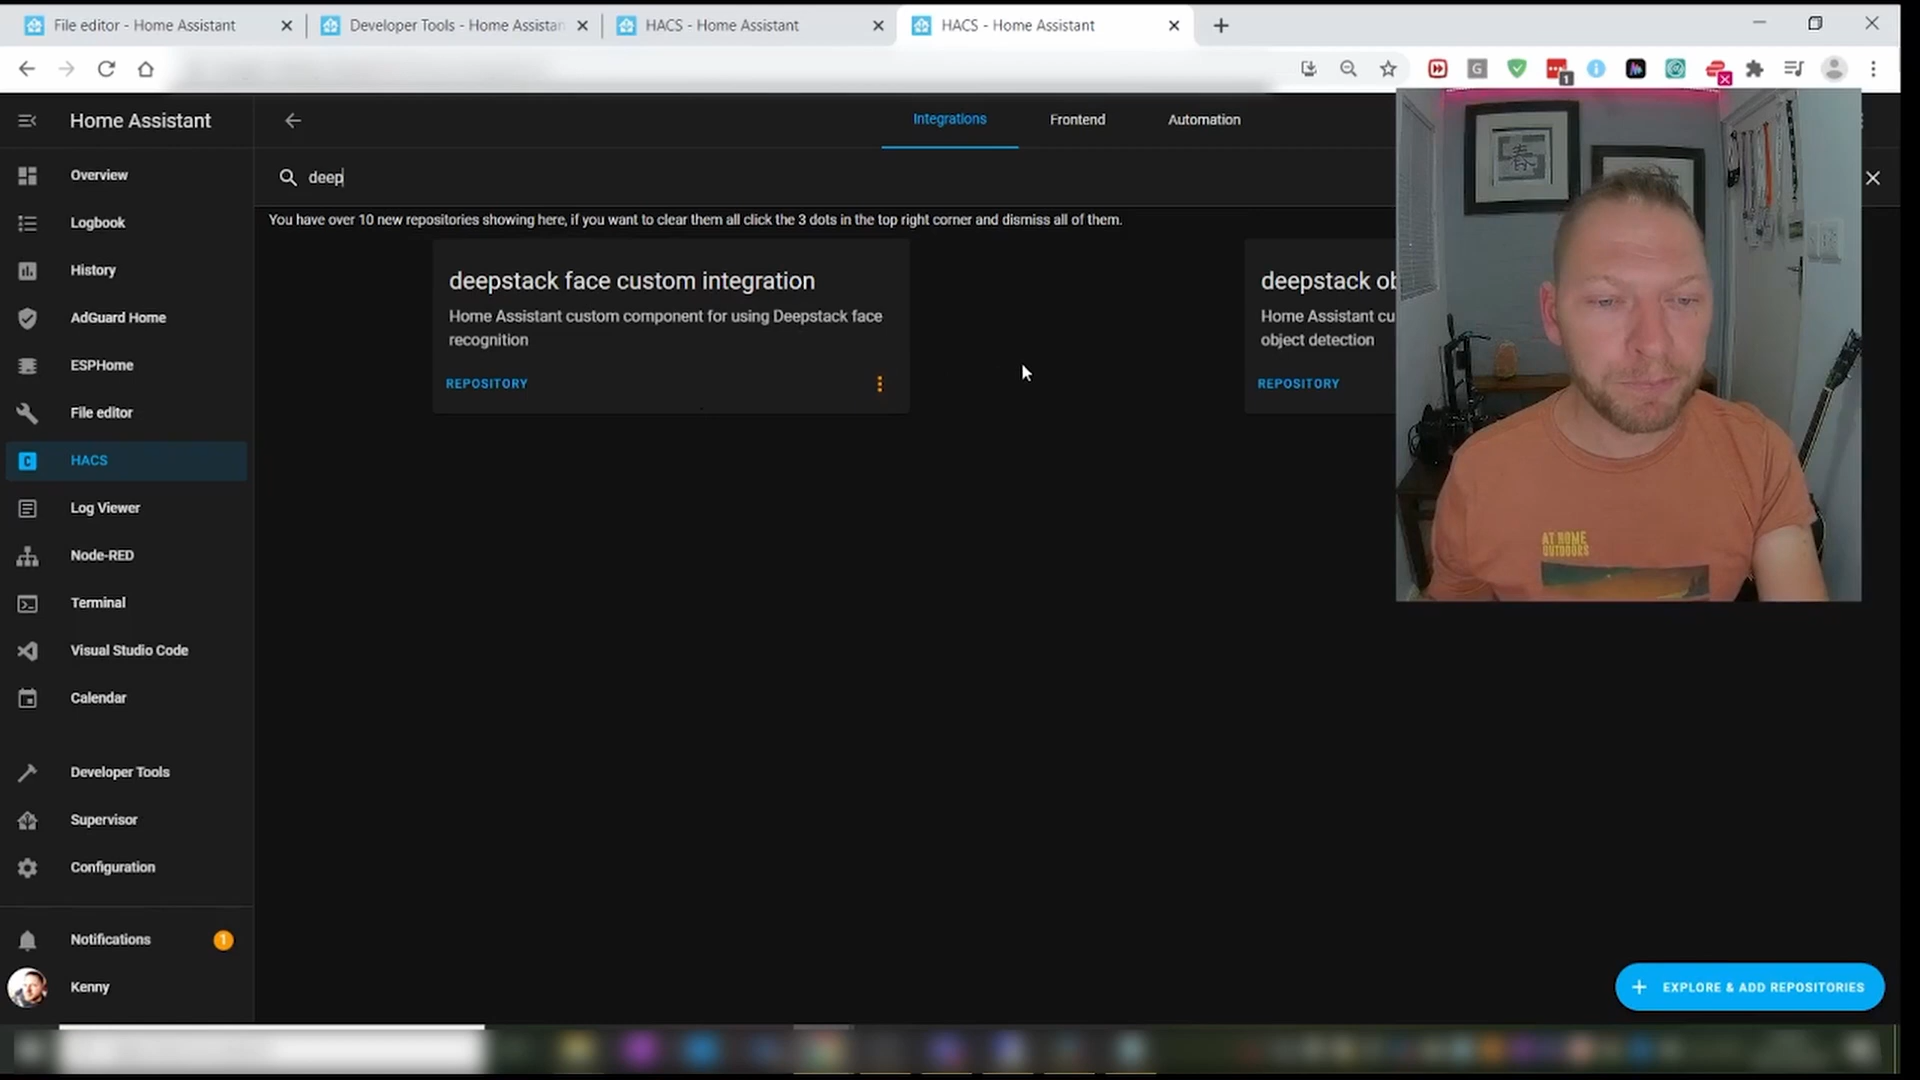 File editor - Home Assistant
Developer Tools - Home Assistan
HACS - Home Assistant
HACS - Home Assistant
Home Assistant
Integrations
Frontend
Automation
Overview
deep
Logbook
You have over 10 new repositories showing here, if you want to clear them all click the 3 dots in the top right corner and dismiss all of them.
History
deepstack face custom integration
deepstack ob
Home Assistant custom component for using Deepstack face
recognition
Home Assistant cu
object detection
AdGuard Home
ESPHome
REPOSITORY
REPOSITORY
File editor
HACS
Log Viewer
Node-RED
AT HOME
OUTDOORS
Terminal
Visual Studio Code
Calendar
Developer Tools
Supervisor
Configuration
Notifications
1
Kenny
EXPLORE & ADD REPOSITORIES
春